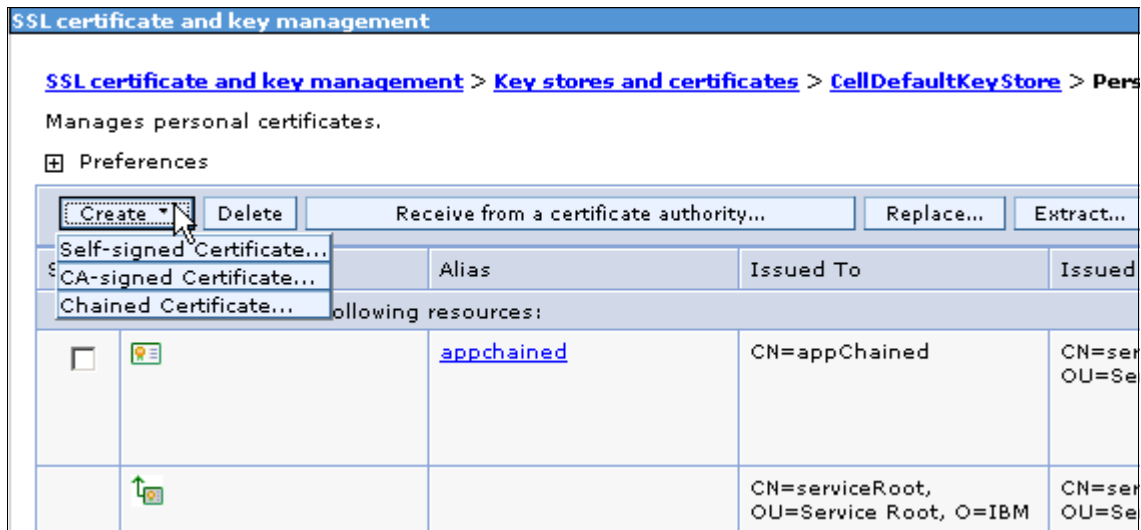 SSL certificate and key management
SSL certificate and key management > Key stores and certificates > CellDefaultKeyStore > Pers
Manages personal certificates.
Preferences
Create Delete Receive from a certificate authority... Replace... Extract...
Self-signed Certificate...
CA-signed Certificate...
Chained Certificate...
S Alias Issued To Issued
ollowing resources:
appchained CN=appChained CN=ser
OU=Se
CN=serviceRoot, CN=ser
OU=Service Root, O=IBM OU=Se